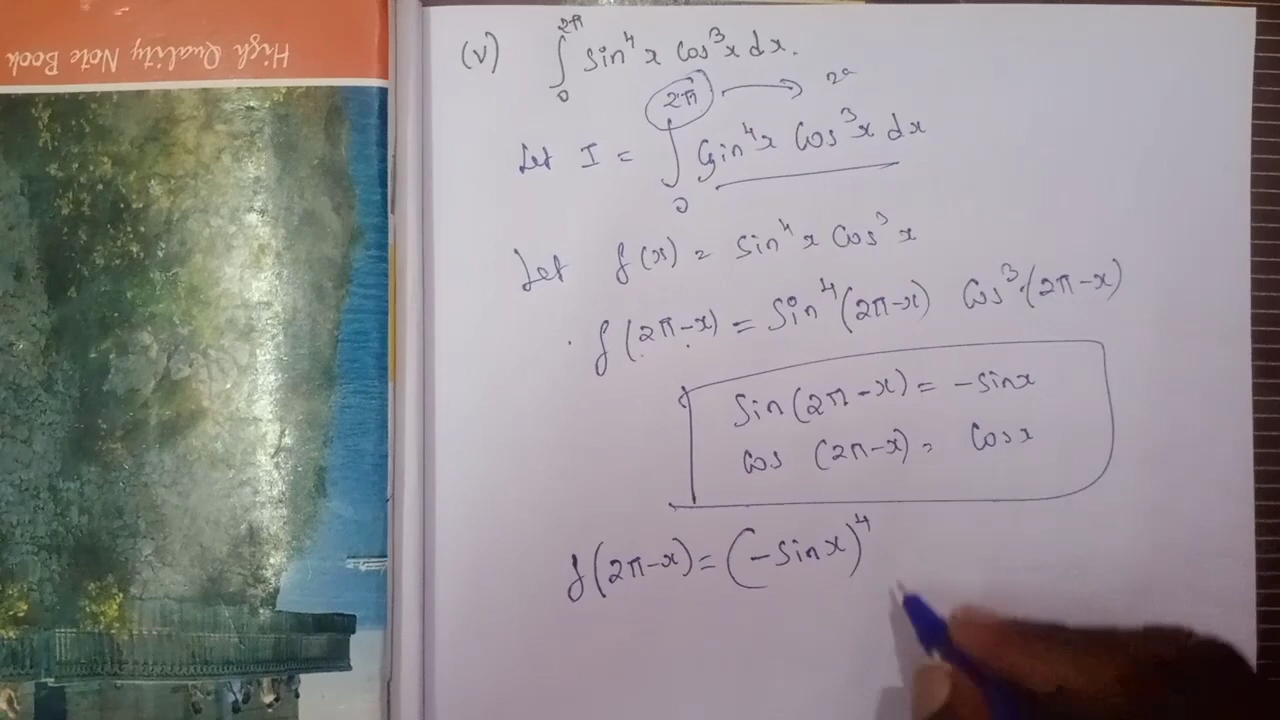 High Quality Note Book
(v) ∫₀^2π sin⁴x cos³x dx.
2π → 2a
Let I = ∫₀^2π sin⁴x cos³x dx
Let f(x) = sin⁴x cos³x
f(2π-x) = sin⁴(2π-x) cos³(2π-x)
sin(2π-x) = -sinx
cos (2π-x) = cosx
f(2π-x) = (-sinx)⁴